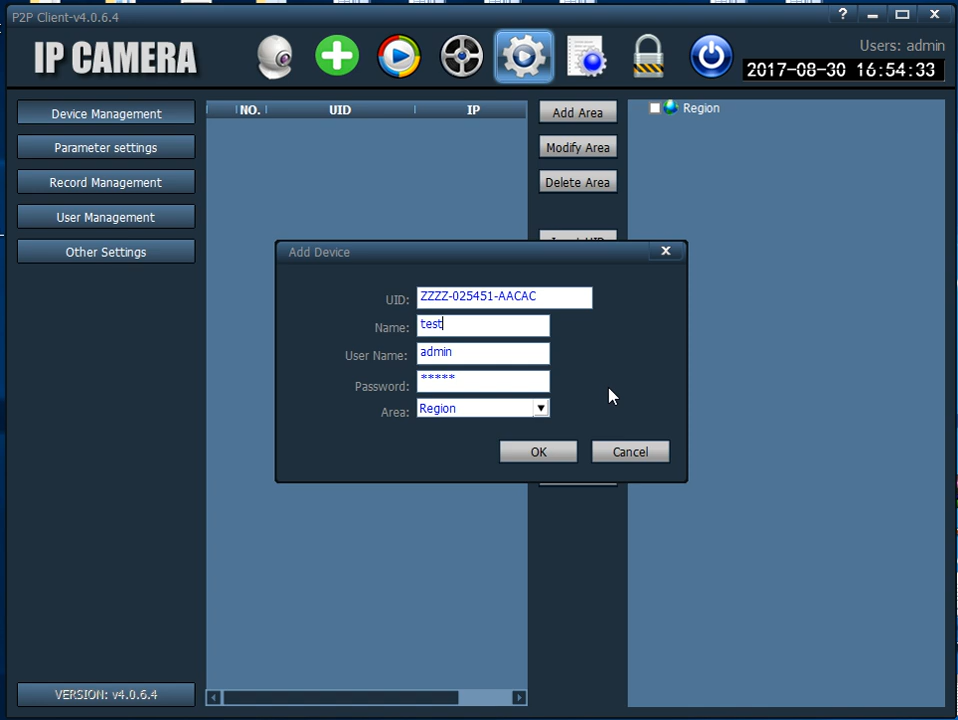 P2P Client-v4.0.6.4
?
IP CAMERA
Users: admin
2017-08-30 16:54:33
Device Management
Parameter settings
Record Management
User Management
Other Settings
VERSION: v4.0.6.4
NO. UID IP
Add Area
Modify Area
Delete Area
Region
Add Device
UID: ZZZZ-025451-AACAC
Name: test
User Name: admin
Password: *****
Area: Region
OK Cancel